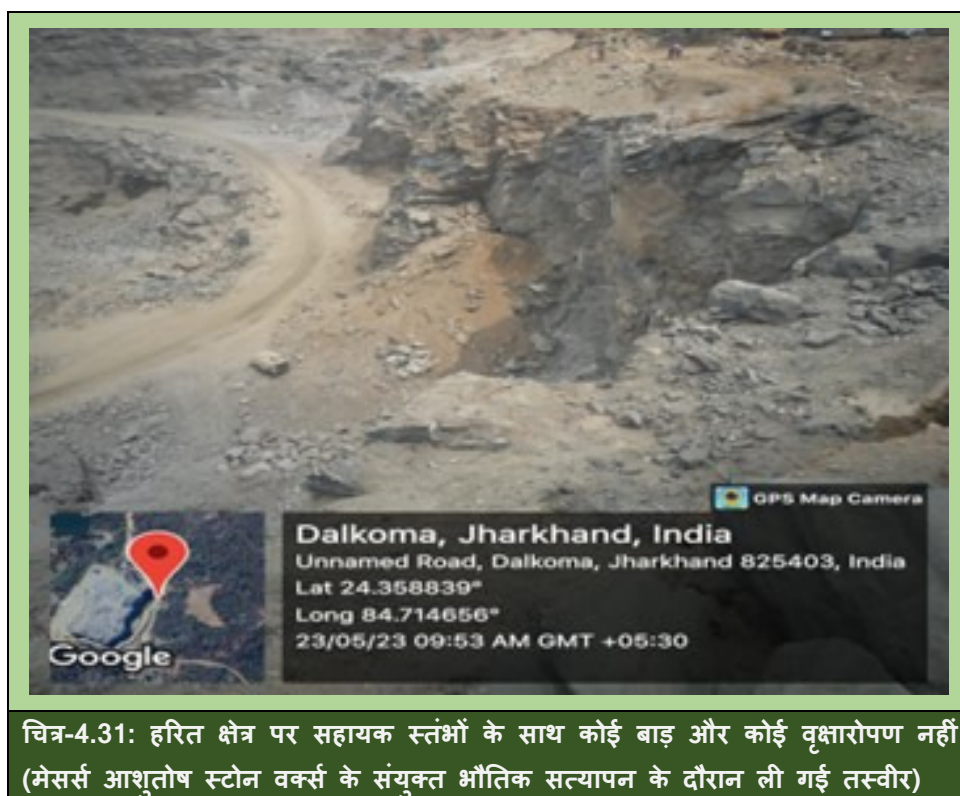 GPS Map Camera
Dalkoma, Jharkhand, India
Unnamed Road, Dalkoma, Jharkhand 825403, India
Lat 24.358839°
Long 84.714656°
23/05/23 09:53 AM GMT +05:30
Google
चित्र-4.31: हरित क्षेत्र पर सहायक स्तंभों के साथ कोई बाड़ और कोई वृक्षारोपण नहीं
(मेसर्स आशुतोष स्टोन वर्क्स के संयुक्त भौतिक सत्यापन के दौरान ली गई तस्वीर)